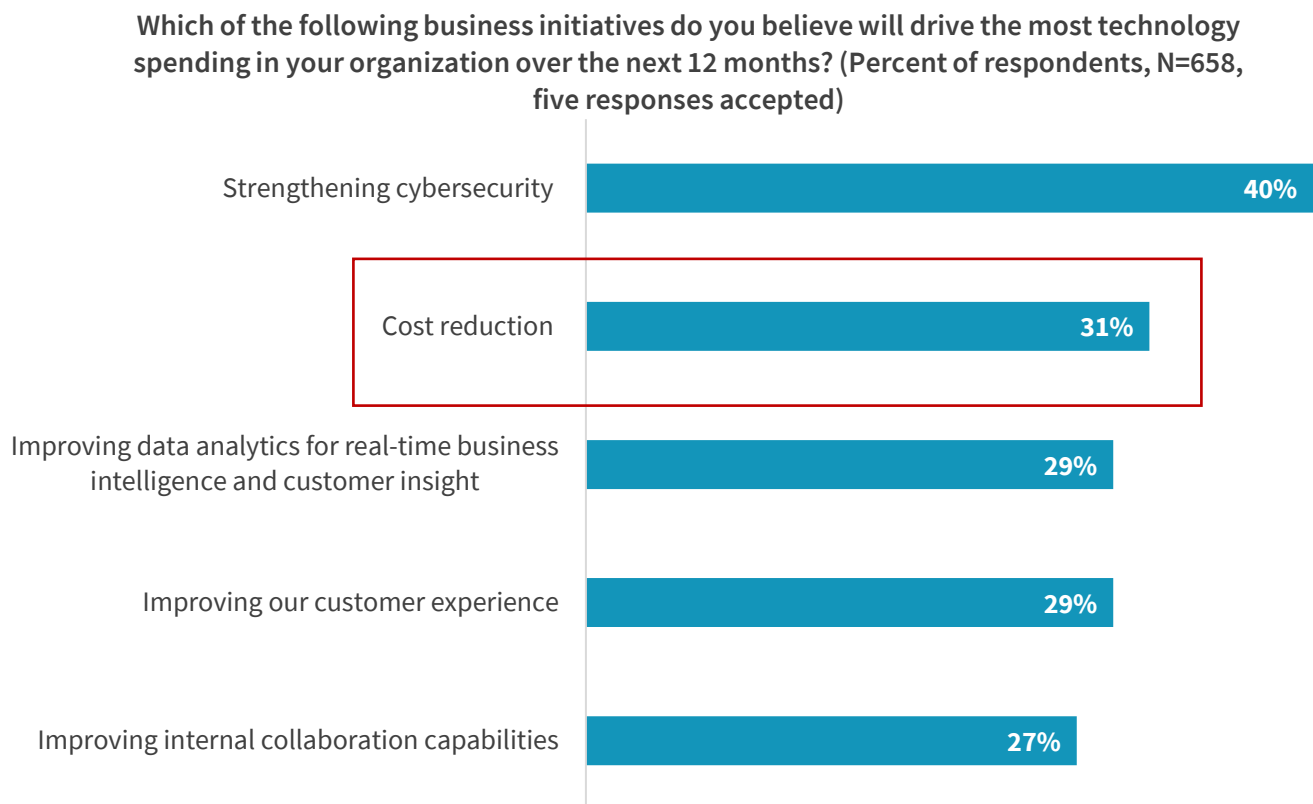 Which of the following business initiatives do you believe will drive the most technology
spending in your organization over the next 12 months? (Percent of respondents, N=658,
five responses accepted)
Strengthening cybersecurity
40%
Cost reduction
31%
Improving data analytics for real-time business
intelligence and customer insight
29%
Improving our customer experience
29%
Improving internal collaboration capabilities
27%